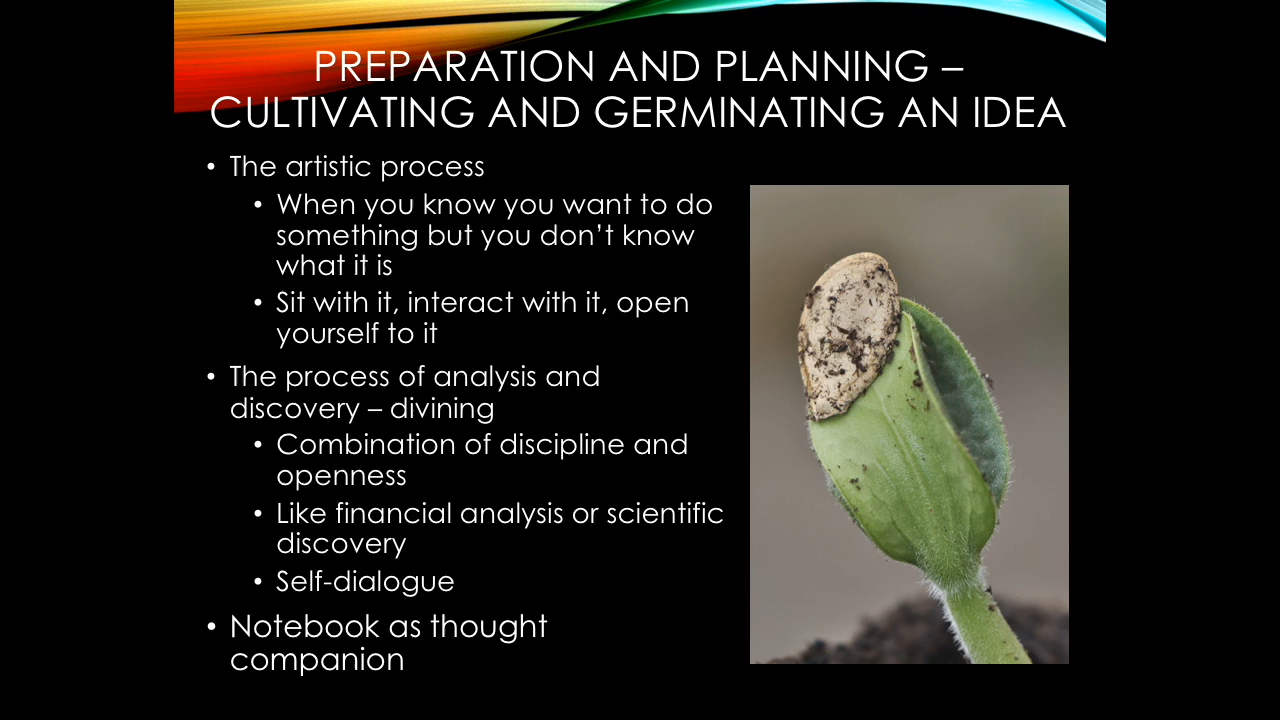 PREPARATION AND PLANNING –
CULTIVATING AND GERMINATING AN IDEA
• The artistic process
• When you know you want to do
something but you don’t know
what it is
• Sit with it, interact with it, open
yourself to it
• The process of analysis and
discovery – divining
• Combination of discipline and
openness
• Like financial analysis or scientific
discovery
• Self-dialogue
• Notebook as thought
companion